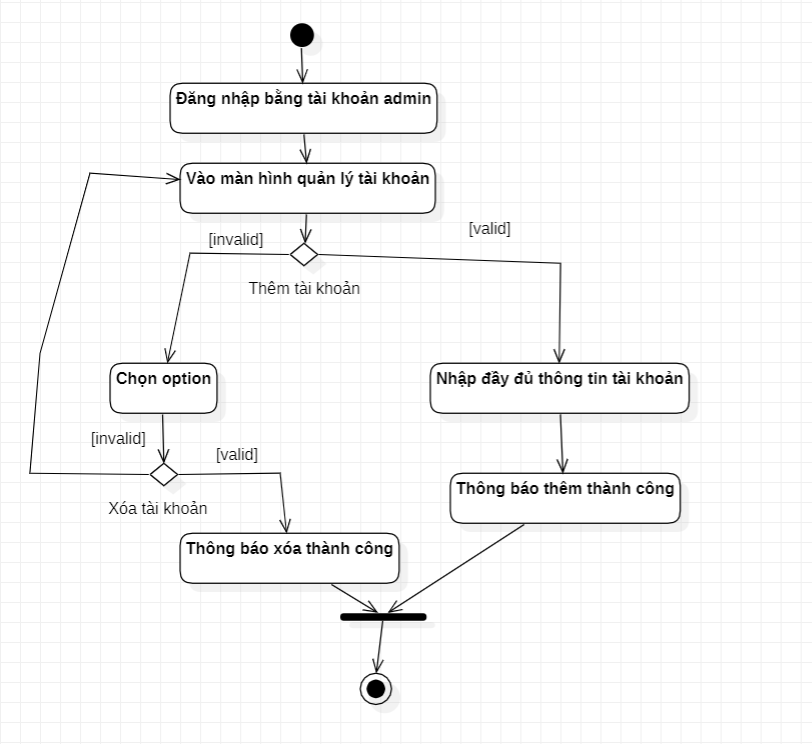 Đăng nhập bằng tài khoản admin
Vào màn hình quản lý tài khoản
[invalid]
[valid]
Thêm tài khoản
Chọn option
Nhập đầy đủ thông tin tài khoản
[invalid]
[valid]
Xóa tài khoản
Thông báo thêm thành công
Thông báo xóa thành công